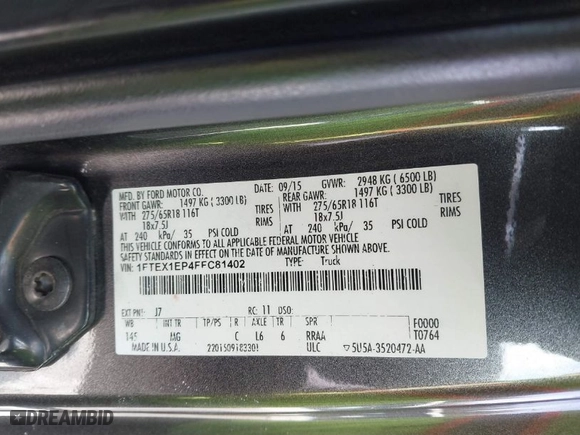 MFD. BY FORD MOTOR CO.
DATE: 09/15 GVWR: 2948 KG ( 6500 LB)
FRONT GAWR: 1497 KG ( 3300 LB) REAR GAWR: 1497 KG ( 3300 LB)
WITH 275/65R18 116T TIRES WITH 275/65R18 116T TIRES
18x7.5J RIMS 18x7.5J RIMS
AT 240 kPa/ 35 PSI COLD AT 240 kPa/ 35 PSI COLD
THIS VEHICLE CONFORMS TO ALL APPLICABLE FEDERAL MOTOR VEHICLE SAFETY AND THEFT PREVENTION STANDARDS IN EFFECT ON THE DATE OF MANUFACTURE SHOWN ABOVE.
VIN: 1FTEX1EP4FFC81402 TYPE: Truck
EXT PNT: J7 RC: 11 DSO: F0000
WB INT TR TP/PS R AXLE TR SPR T0764
145 MG C L6 6 RRAA
MADE IN U.S.A. ULC ▽5U5A-3520472-AA
DREAMBID